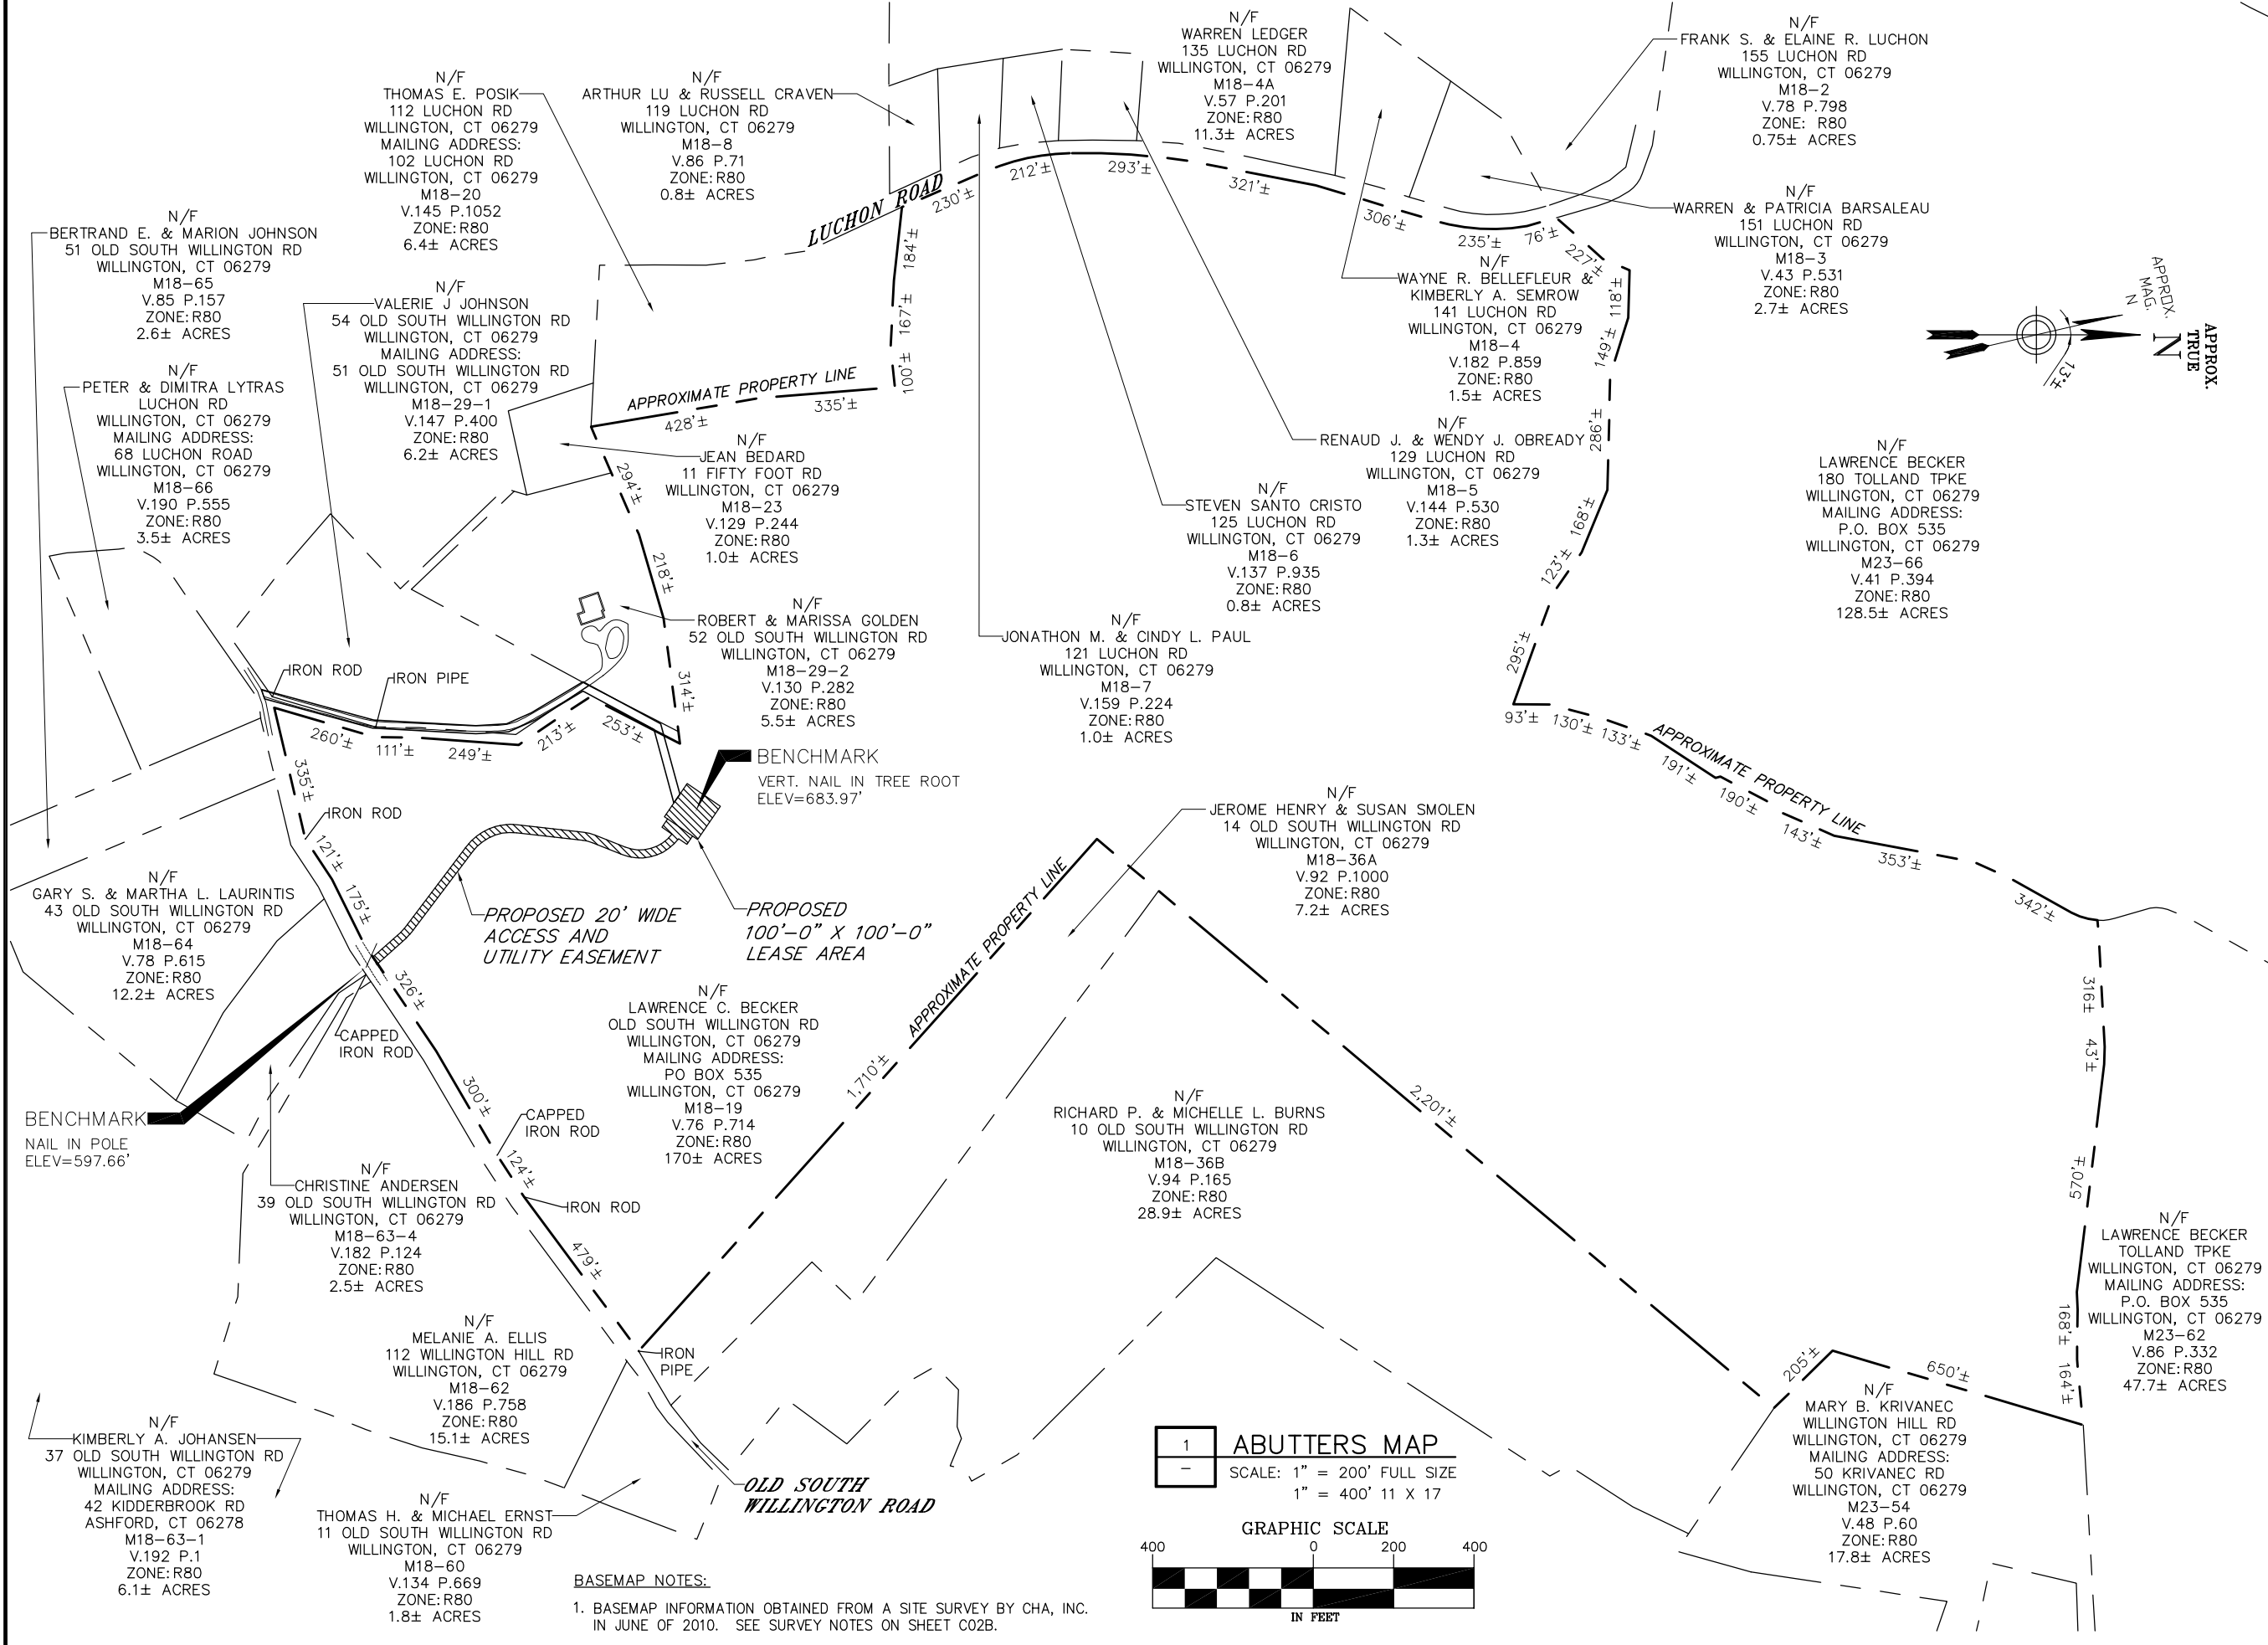 N/F
THOMAS E. POSIK
112 LUCHON RD
WILLINGTON, CT 06279
MAILING ADDRESS:
102 LUCHON RD
WILLINGTON, CT 06279
M18-20
V.145 P.1052
ZONE:R80
6.4± ACRES
N/F
ARTHUR LU & RUSSELL CRAVEN
119 LUCHON RD
WILLINGTON, CT 06279
M18-8
V.86 P.71
ZONE:R80
0.8± ACRES
N/F
WARREN LEDGER
135 LUCHON RD
WILLINGTON, CT 06279
M18-4A
V.57 P.201
ZONE:R80
11.3± ACRES
N/F
FRANK S. & ELAINE R. LUCHON
155 LUCHON RD
WILLINGTON, CT 06279
M18-2
V.78 P.798
ZONE: R80
0.75± ACRES
N/F
BERTRAND E. & MARION JOHNSON
51 OLD SOUTH WILLINGTON RD
WILLINGTON, CT 06279
M18-65
V.85 P.157
ZONE:R80
2.6± ACRES
N/F
VALERIE J JOHNSON
54 OLD SOUTH WILLINGTON RD
WILLINGTON, CT 06279
MAILING ADDRESS:
51 OLD SOUTH WILLINGTON RD
WILLINGTON, CT 06279
M18-29-1
V.147 P.400
ZONE:R80
6.2± ACRES
LUCHON ROAD
230'±
212'±
293'±
321'±
306'±
235'±
76'±
227'±
118'±
149'±
286'±
168'±
123'±
295'±
184'±
167'±
100'±
N/F
WARREN & PATRICIA BARSALEAU
151 LUCHON RD
WILLINGTON, CT 06279
M18-3
V.43 P.531
ZONE:R80
2.7± ACRES
N/F
WAYNE R. BELLEFLEUR &
KIMBERLY A. SEMROW
141 LUCHON RD
WILLINGTON, CT 06279
M18-4
V.182 P.859
ZONE:R80
1.5± ACRES
APPROX.
MAG.
N
APPROX.
TRUE
N
13°±
N/F
PETER & DIMITRA LYTRAS
LUCHON RD
WILLINGTON, CT 06279
MAILING ADDRESS:
68 LUCHON ROAD
WILLINGTON, CT 06279
M18-66
V.190 P.555
ZONE:R80
3.5± ACRES
APPROXIMATE PROPERTY LINE
428'±
335'±
N/F
JEAN BEDARD
11 FIFTY FOOT RD
WILLINGTON, CT 06279
M18-23
V.129 P.244
ZONE:R80
1.0± ACRES
294'±
218'±
314'±
N/F
RENAUD J. & WENDY J. OBREADY
129 LUCHON RD
WILLINGTON, CT 06279
M18-5
V.144 P.530
ZONE:R80
1.3± ACRES
N/F
LAWRENCE BECKER
180 TOLLAND TPKE
WILLINGTON, CT 06279
MAILING ADDRESS:
P.O. BOX 535
WILLINGTON, CT 06279
M23-66
V.41 P.394
ZONE:R80
128.5± ACRES
N/F
STEVEN SANTO CRISTO
125 LUCHON RD
WILLINGTON, CT 06279
M18-6
V.137 P.935
ZONE:R80
0.8± ACRES
N/F
ROBERT & MARISSA GOLDEN
52 OLD SOUTH WILLINGTON RD
WILLINGTON, CT 06279
M18-29-2
V.130 P.282
ZONE:R80
5.5± ACRES
N/F
JONATHON M. & CINDY L. PAUL
121 LUCHON RD
WILLINGTON, CT 06279
M18-7
V.159 P.224
ZONE:R80
1.0± ACRES
IRON ROD
IRON PIPE
260'±
111'±
249'±
213'±
253'±
93'±
130'±
133'±
191'±
190'±
143'±
353'±
342'±
APPROXIMATE PROPERTY LINE
BENCHMARK
VERT. NAIL IN TREE ROOT
ELEV=683.97'
335'±
IRON ROD
121'±
175'±
N/F
JEROME HENRY & SUSAN SMOLEN
14 OLD SOUTH WILLINGTON RD
WILLINGTON, CT 06279
M18-36A
V.92 P.1000
ZONE:R80
7.2± ACRES
N/F
GARY S. & MARTHA L. LAURINTIS
43 OLD SOUTH WILLINGTON RD
WILLINGTON, CT 06279
M18-64
V.78 P.615
ZONE:R80
12.2± ACRES
PROPOSED 20' WIDE
ACCESS AND
UTILITY EASEMENT
PROPOSED
100'-0" X 100'-0"
LEASE AREA
APPROXIMATE PROPERTY LINE
1,710'±
326'±
CAPPED
IRON ROD
N/F
LAWRENCE C. BECKER
OLD SOUTH WILLINGTON RD
WILLINGTON, CT 06279
MAILING ADDRESS:
PO BOX 535
WILLINGTON, CT 06279
M18-19
V.76 P.714
ZONE:R80
170± ACRES
316±
43'±
570'±
168'±
164'±
BENCHMARK
NAIL IN POLE
ELEV=597.66'
300'±
CAPPED
IRON ROD
124'±
IRON ROD
479'±
N/F
RICHARD P. & MICHELLE L. BURNS
10 OLD SOUTH WILLINGTON RD
WILLINGTON, CT 06279
M18-36B
V.94 P.165
ZONE:R80
28.9± ACRES
2,201'±
N/F
CHRISTINE ANDERSEN
39 OLD SOUTH WILLINGTON RD
WILLINGTON, CT 06279
M18-63-4
V.182 P.124
ZONE:R80
2.5± ACRES
N/F
LAWRENCE BECKER
TOLLAND TPKE
WILLINGTON, CT 06279
MAILING ADDRESS:
P.O. BOX 535
WILLINGTON, CT 06279
M23-62
V.86 P.332
ZONE:R80
47.7± ACRES
N/F
MELANIE A. ELLIS
112 WILLINGTON HILL RD
WILLINGTON, CT 06279
M18-62
V.186 P.758
ZONE:R80
15.1± ACRES
IRON
PIPE
205'±
650'±
N/F
MARY B. KRIVANEC
WILLINGTON HILL RD
WILLINGTON, CT 06279
MAILING ADDRESS:
50 KRIVANEC RD
WILLINGTON, CT 06279
M23-54
V.48 P.60
ZONE:R80
17.8± ACRES
N/F
KIMBERLY A. JOHANSEN
37 OLD SOUTH WILLINGTON RD
WILLINGTON, CT 06279
MAILING ADDRESS:
42 KIDDERBROOK RD
ASHFORD, CT 06278
M18-63-1
V.192 P.1
ZONE:R80
6.1± ACRES
N/F
THOMAS H. & MICHAEL ERNST
11 OLD SOUTH WILLINGTON RD
WILLINGTON, CT 06279
M18-60
V.134 P.669
ZONE:R80
1.8± ACRES
OLD SOUTH
WILLINGTON ROAD
1
-
ABUTTERS MAP
SCALE: 1" = 200' FULL SIZE
1" = 400' 11 X 17
GRAPHIC SCALE
400 0 200 400
IN FEET
BASEMAP NOTES:
1. BASEMAP INFORMATION OBTAINED FROM A SITE SURVEY BY CHA, INC.
IN JUNE OF 2010. SEE SURVEY NOTES ON SHEET C02B.